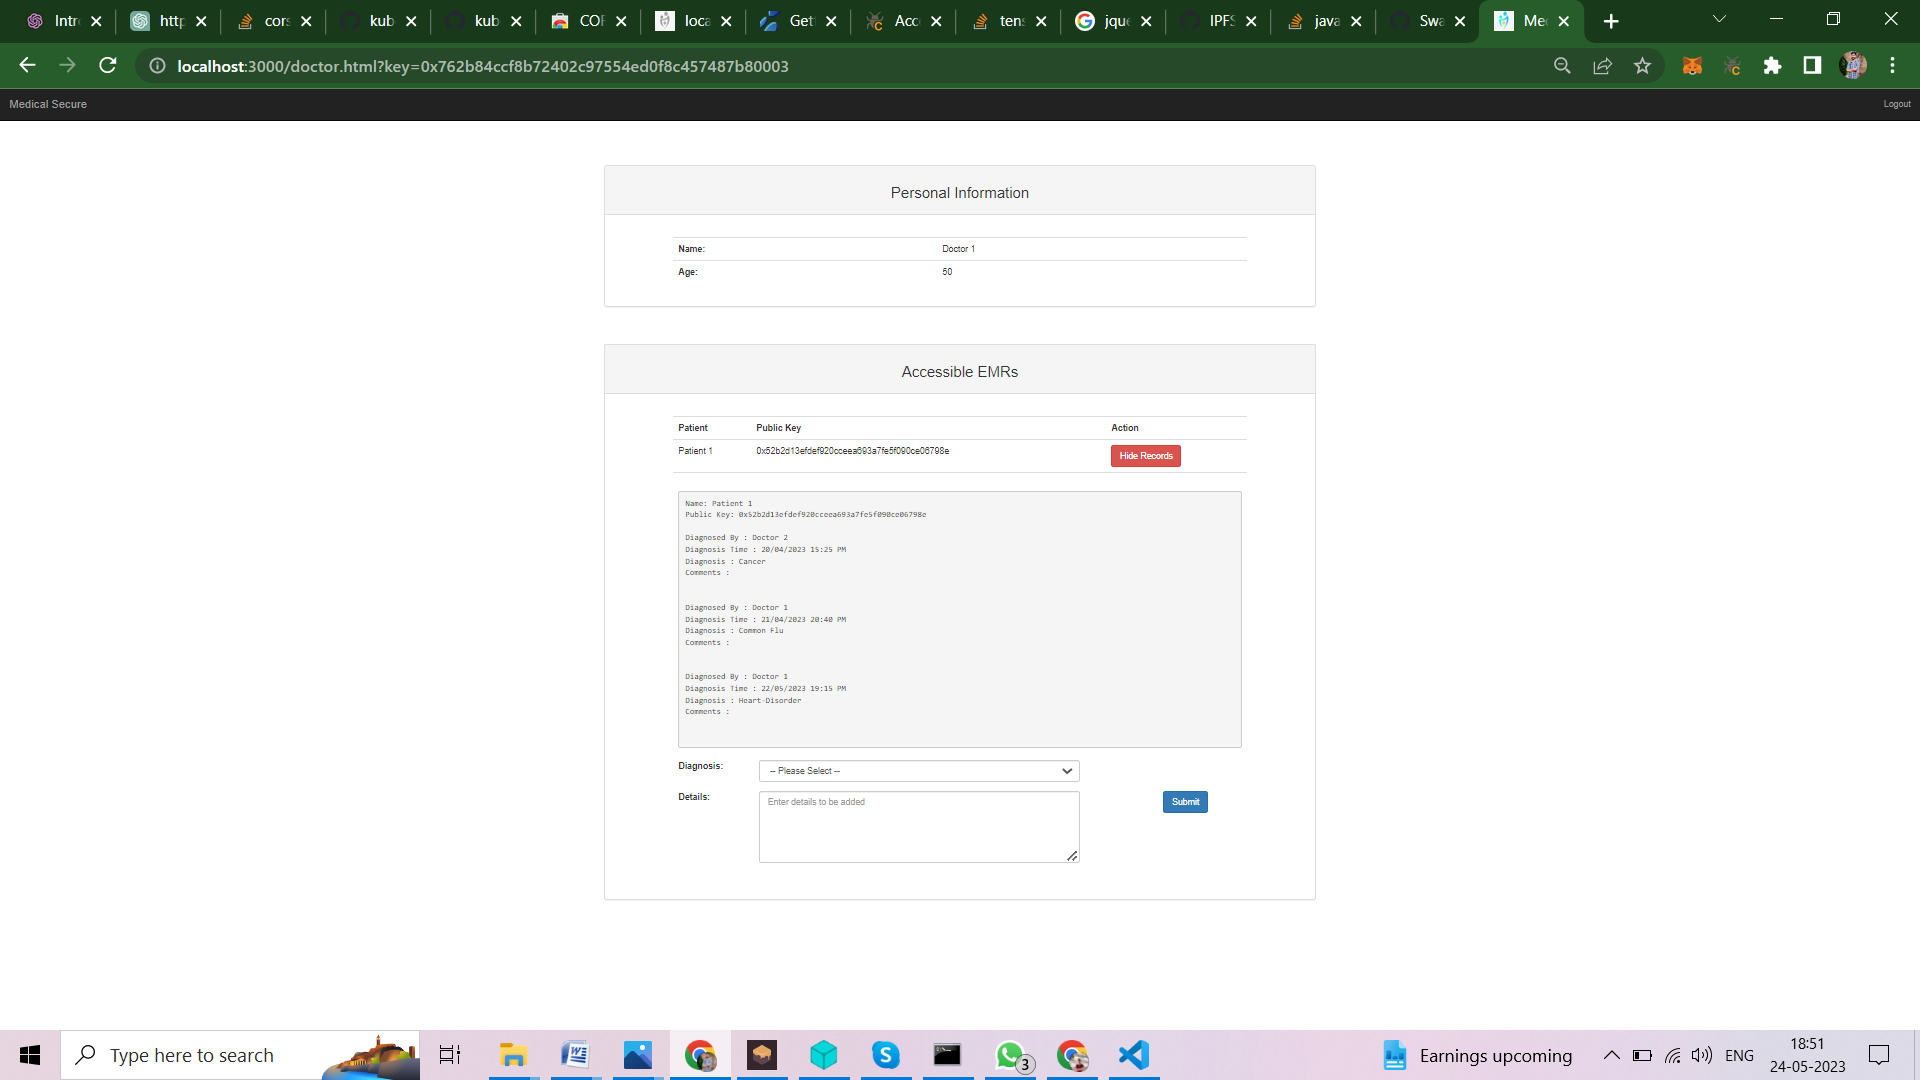 Intr
http
cors
kub
kub
COR
loca
Get
Acc
tens
jque
IPFS
java
Swa
Med
localhost:3000/doctor.html?key=0x762b84ccf8b72402c97554ed0f8c457487b80003
Medical Secure
Logout
Personal Information
Name: Doctor 1
Age: 50
Accessible EMRs
Patient Public Key Action
Patient 1 0x52b2d13efdef920cceea693a7fe5f090ce06798e Hide Records
Name: Patient 1
Public Key: 0x52b2d13efdef920cceea693a7fe5f090ce06798e
Diagnosed By : Doctor 2
Diagnosis Time : 20/04/2023 15:25 PM
Diagnosis : Cancer
Comments :
Diagnosed By : Doctor 1
Diagnosis Time : 21/04/2023 20:40 PM
Diagnosis : Common Flu
Comments :
Diagnosed By : Doctor 1
Diagnosis Time : 22/05/2023 19:15 PM
Diagnosis : Heart-Disorder
Comments :
Diagnosis: -- Please Select --
Details: Enter details to be added Submit
Type here to search
3
Earnings upcoming
ENG
18:51
24-05-2023